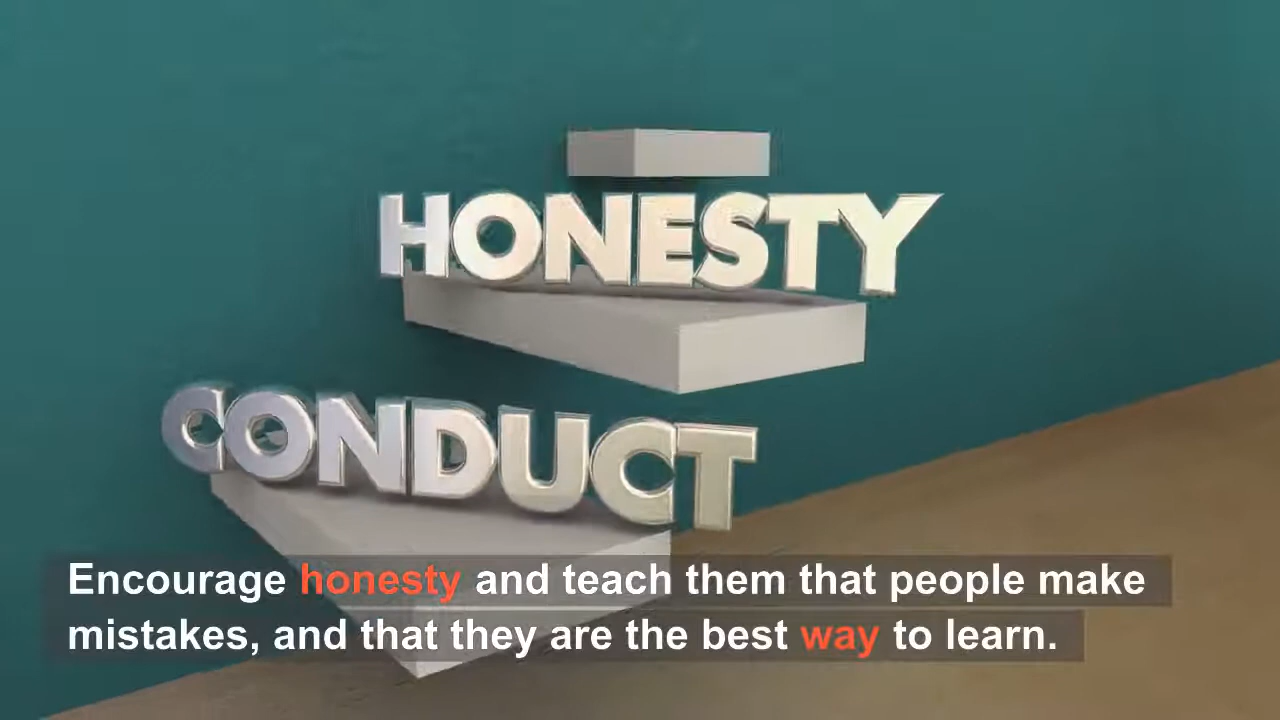 HONESTY
CONDUCT
Encourage honesty and teach them that people make
mistakes, and that they are the best way to learn.